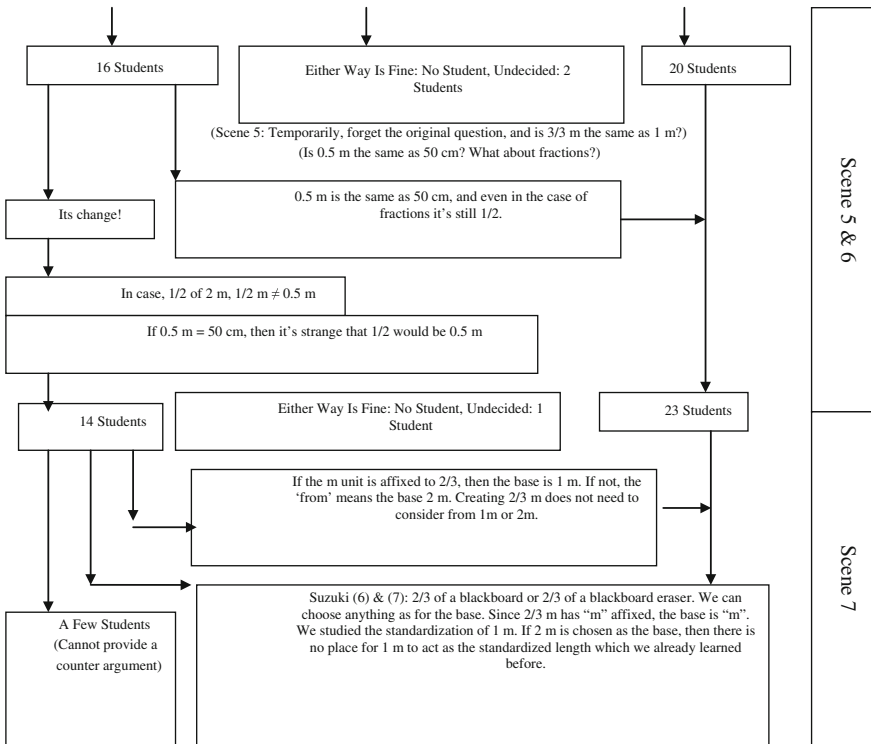 16 Students
Either Way Is Fine: No Student, Undecided: 2
Students
20 Students
(Scene 5: Temporarily, forget the original question, and is 3/3 m the same as 1 m?)
(Is 0.5 m the same as 50 cm? What about fractions?)
0.5 m is the same as 50 cm, and even in the case of
fractions it's still 1/2.
Its change!
In case, 1/2 of 2 m, 1/2 m ≠ 0.5 m
If 0.5 m = 50 cm, then it's strange that 1/2 would be 0.5 m
Scene 5 & 6
14 Students
Either Way Is Fine: No Student, Undecided: 1
Student
23 Students
If the m unit is affixed to 2/3, then the base is 1 m. If not, the
'from' means the base 2 m. Creating 2/3 m does not need to
consider from 1m or 2m.
A Few Students
(Cannot provide a
counter argument)
Suzuki (6) & (7): 2/3 of a blackboard or 2/3 of a blackboard eraser. We can
choose anything as for the base. Since 2/3 m has "m" affixed, the base is "m".
We studied the standardization of 1 m. If 2 m is chosen as the base, then there is
no place for 1 m to act as the standardized length which we already learned
before.
Scene 7